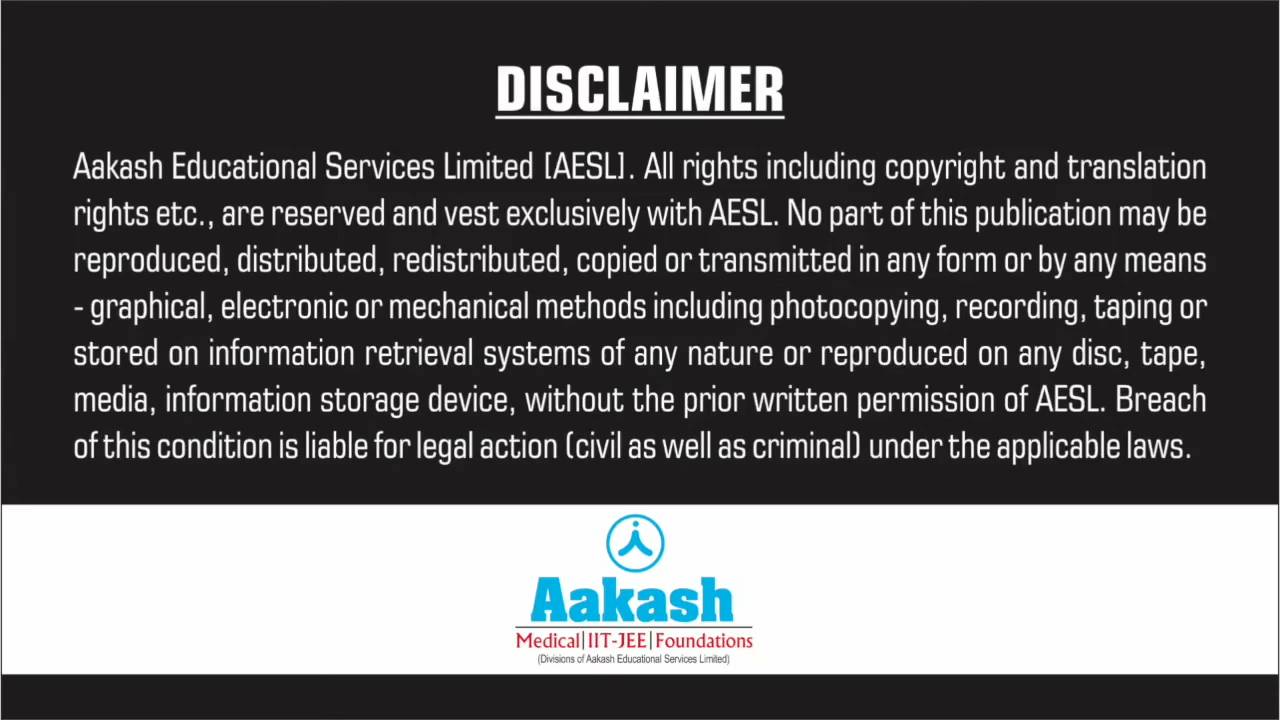 DISCLAIMER
Aakash Educational Services Limited [AESL]. All rights including copyright and translation
rights etc., are reserved and vest exclusively with AESL. No part of this publication may be
reproduced, distributed, redistributed, copied or transmitted in any form or by any means
- graphical, electronic or mechanical methods including photocopying, recording, taping or
stored on information retrieval systems of any nature or reproduced on any disc, tape,
media, information storage device, without the prior written permission of AESL. Breach
of this condition is liable for legal action (civil as well as criminal) under the applicable laws.
Aakash
Medical|IIT-JEE|Foundations
(Divisions of Aakash Educational Services Limited)